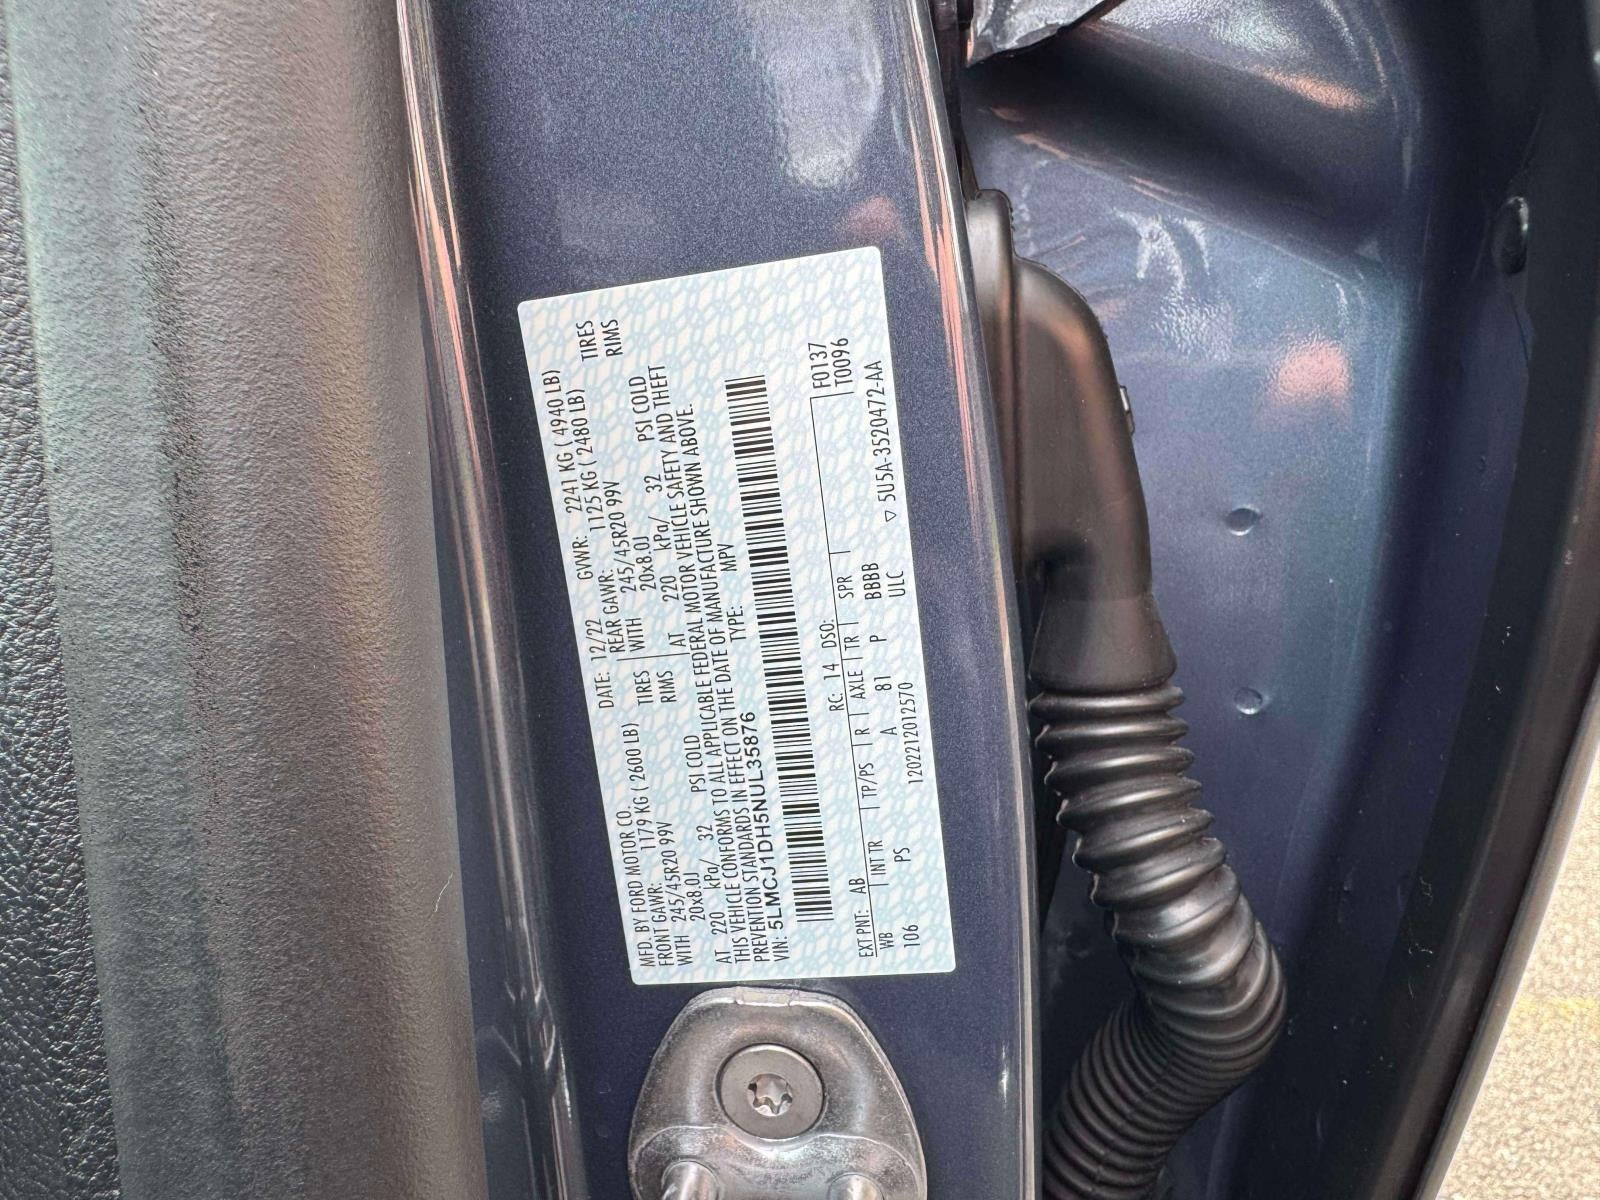 MFD. BY FORD MOTOR CO.
DATE: 12/22 GVWR: 2241 KG ( 4940 LB)
FRONT GAWR: 1179 KG ( 2600 LB) REAR GAWR: 1125 KG ( 2480 LB)
WITH 245/45R20 99V TIRES WITH 245/45R20 99V TIRES
20x8.0J RIMS 20x8.0J RIMS
AT 220 kPa/ 32 PSI COLD AT 220 kPa/ 32 PSI COLD
THIS VEHICLE CONFORMS TO ALL APPLICABLE FEDERAL MOTOR VEHICLE SAFETY AND THEFT
PREVENTION STANDARDS IN EFFECT ON THE DATE OF MANUFACTURE SHOWN ABOVE.
VIN: 5LMCJ1DH5NUL35876 TYPE: MPV
F0137
T0096
EXT PNT: AB RC: 14 DSO:
WB INT TR TP/PS R AXLE TR SPR
106 PS A 81 P BBBB
ULC
120221201257​0
▽ 5U5A-3520472-AA